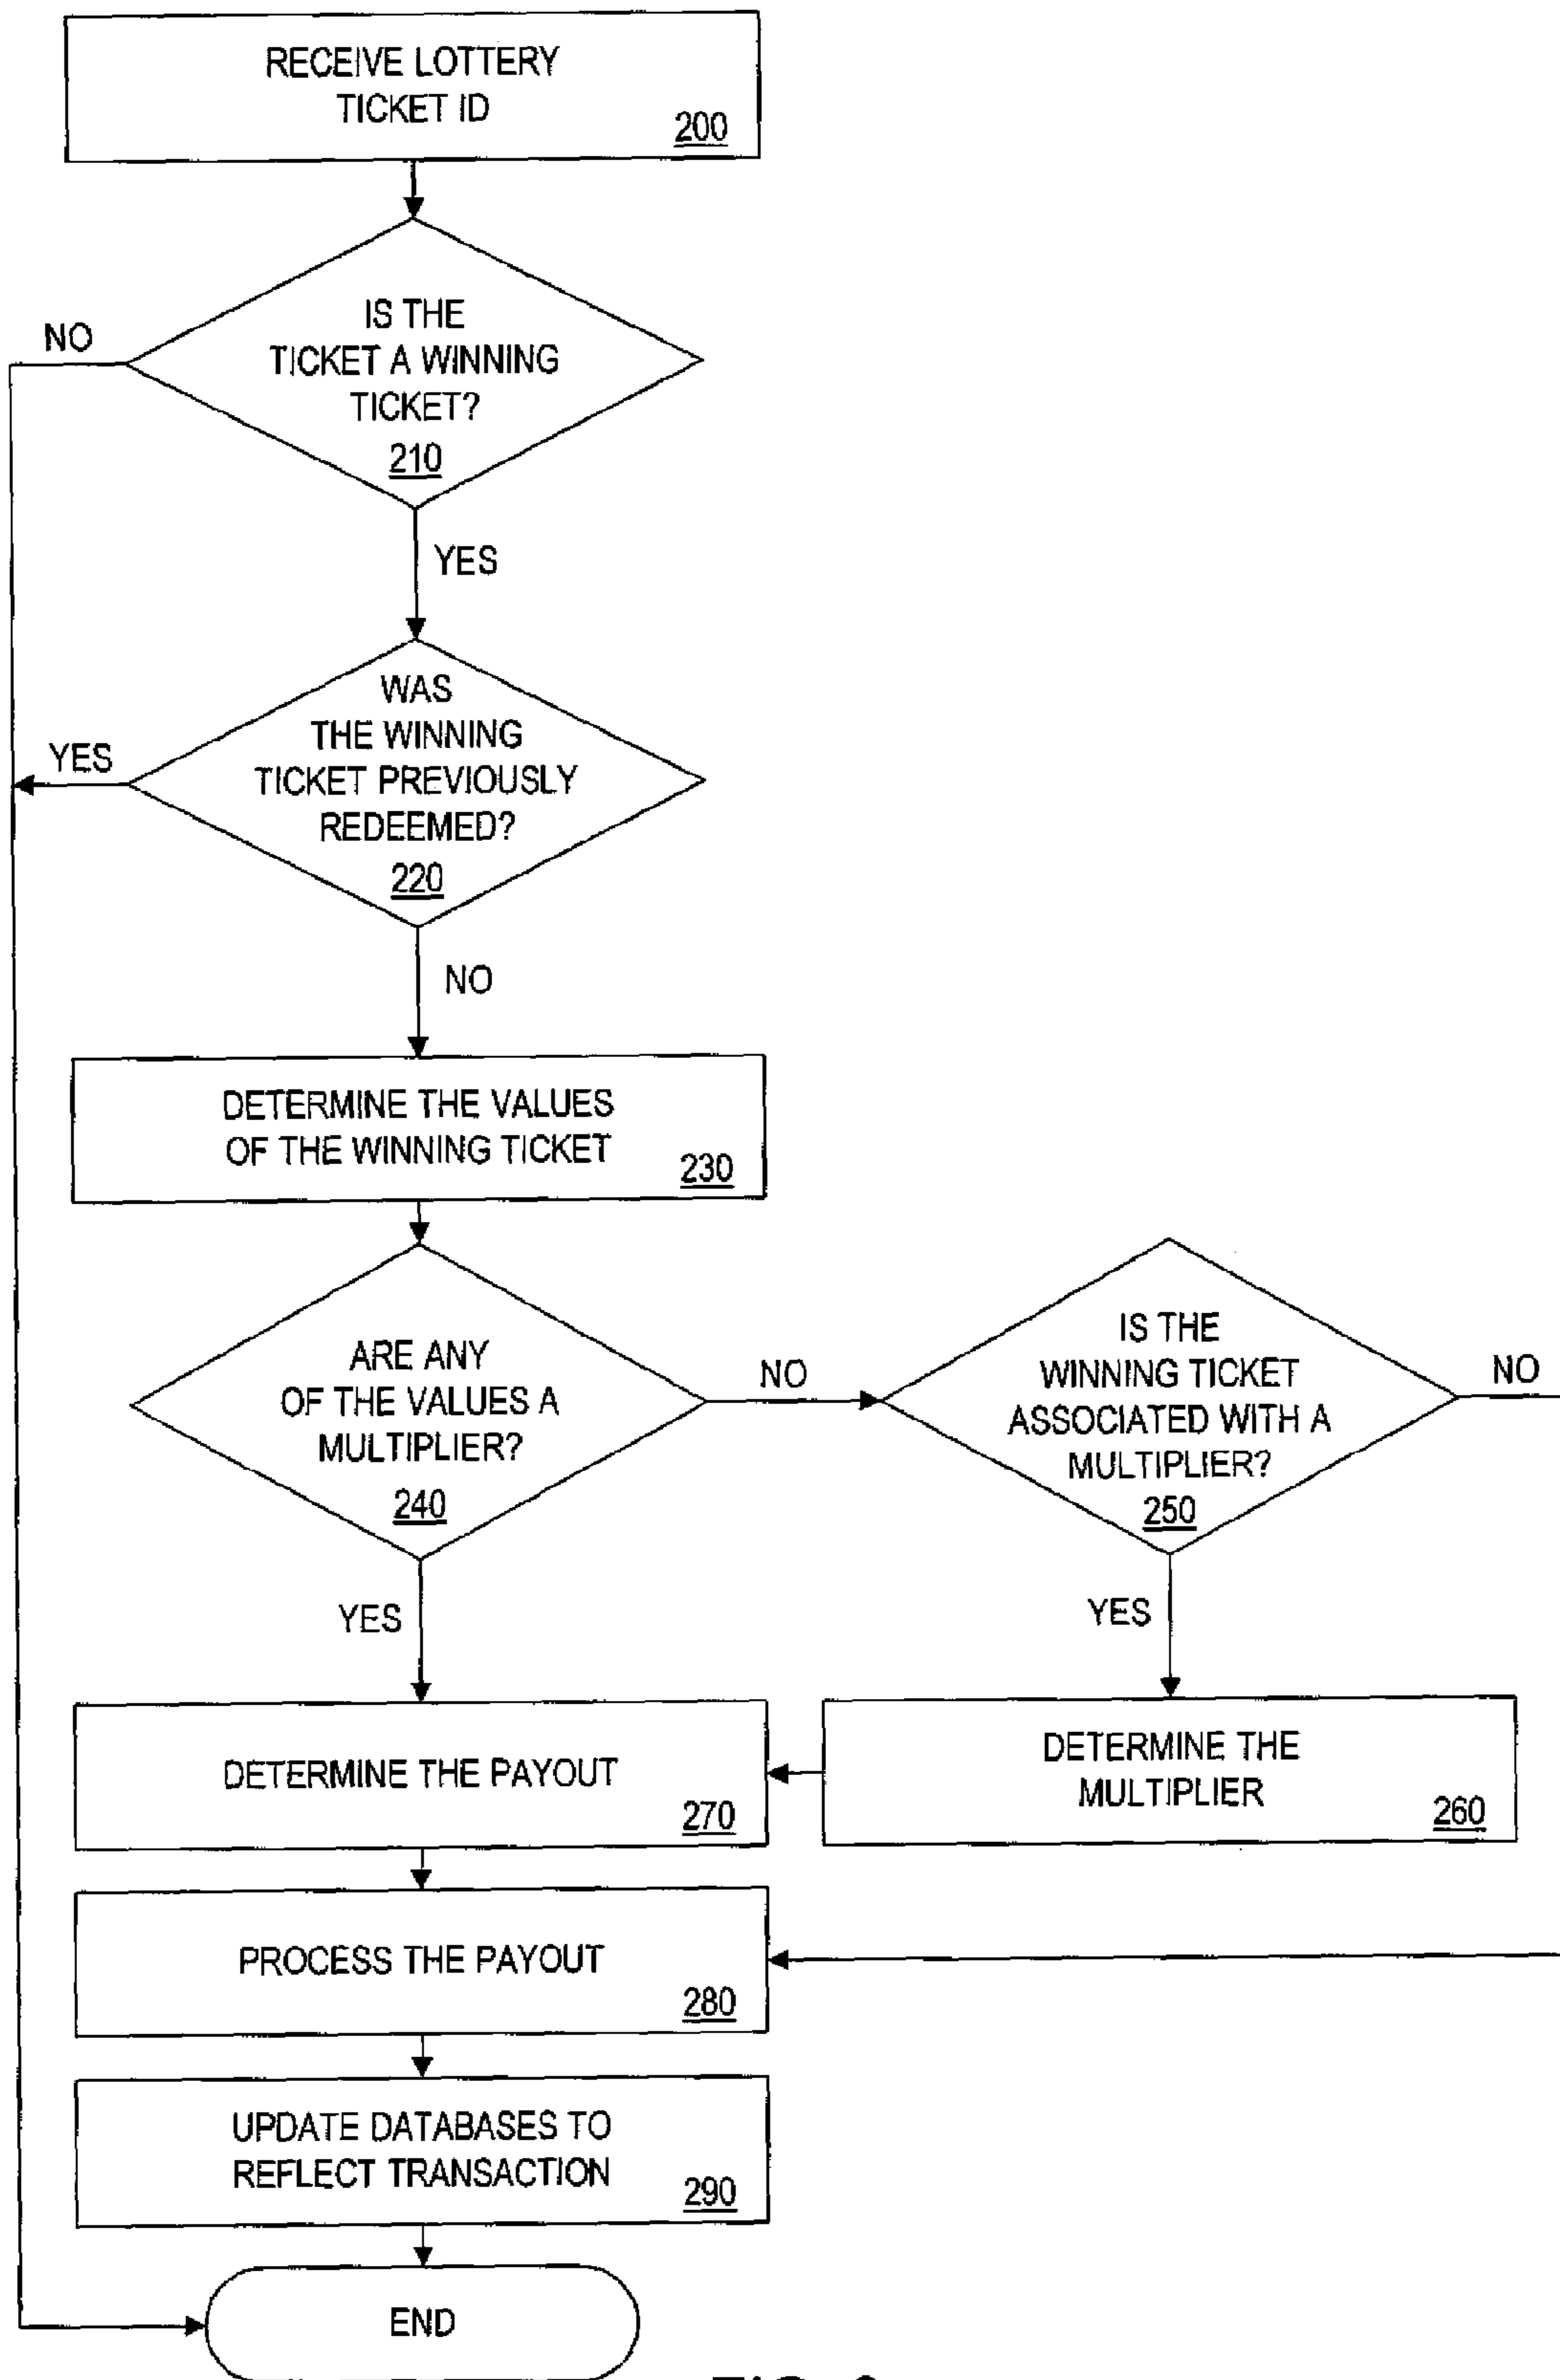 RECEIVE LOTTERY
TICKET ID
200
IS THE
TICKET A WINNING
TICKET?
210
NO
YES
WAS
THE WINNING
TICKET PREVIOUSLY
REDEEMED?
220
YES
NO
DETERMINE THE VALUES
OF THE WINNING TICKET
230
ARE ANY
OF THE VALUES A
MULTIPLIER?
240
NO
IS THE
WINNING TICKET
ASSOCIATED WITH A
MULTIPLIER?
250
NO
YES
YES
DETERMINE THE PAYOUT
270
DETERMINE THE
MULTIPLIER
260
PROCESS THE PAYOUT
280
UPDATE DATABASES TO
REFLECT TRANSACTION
290
END